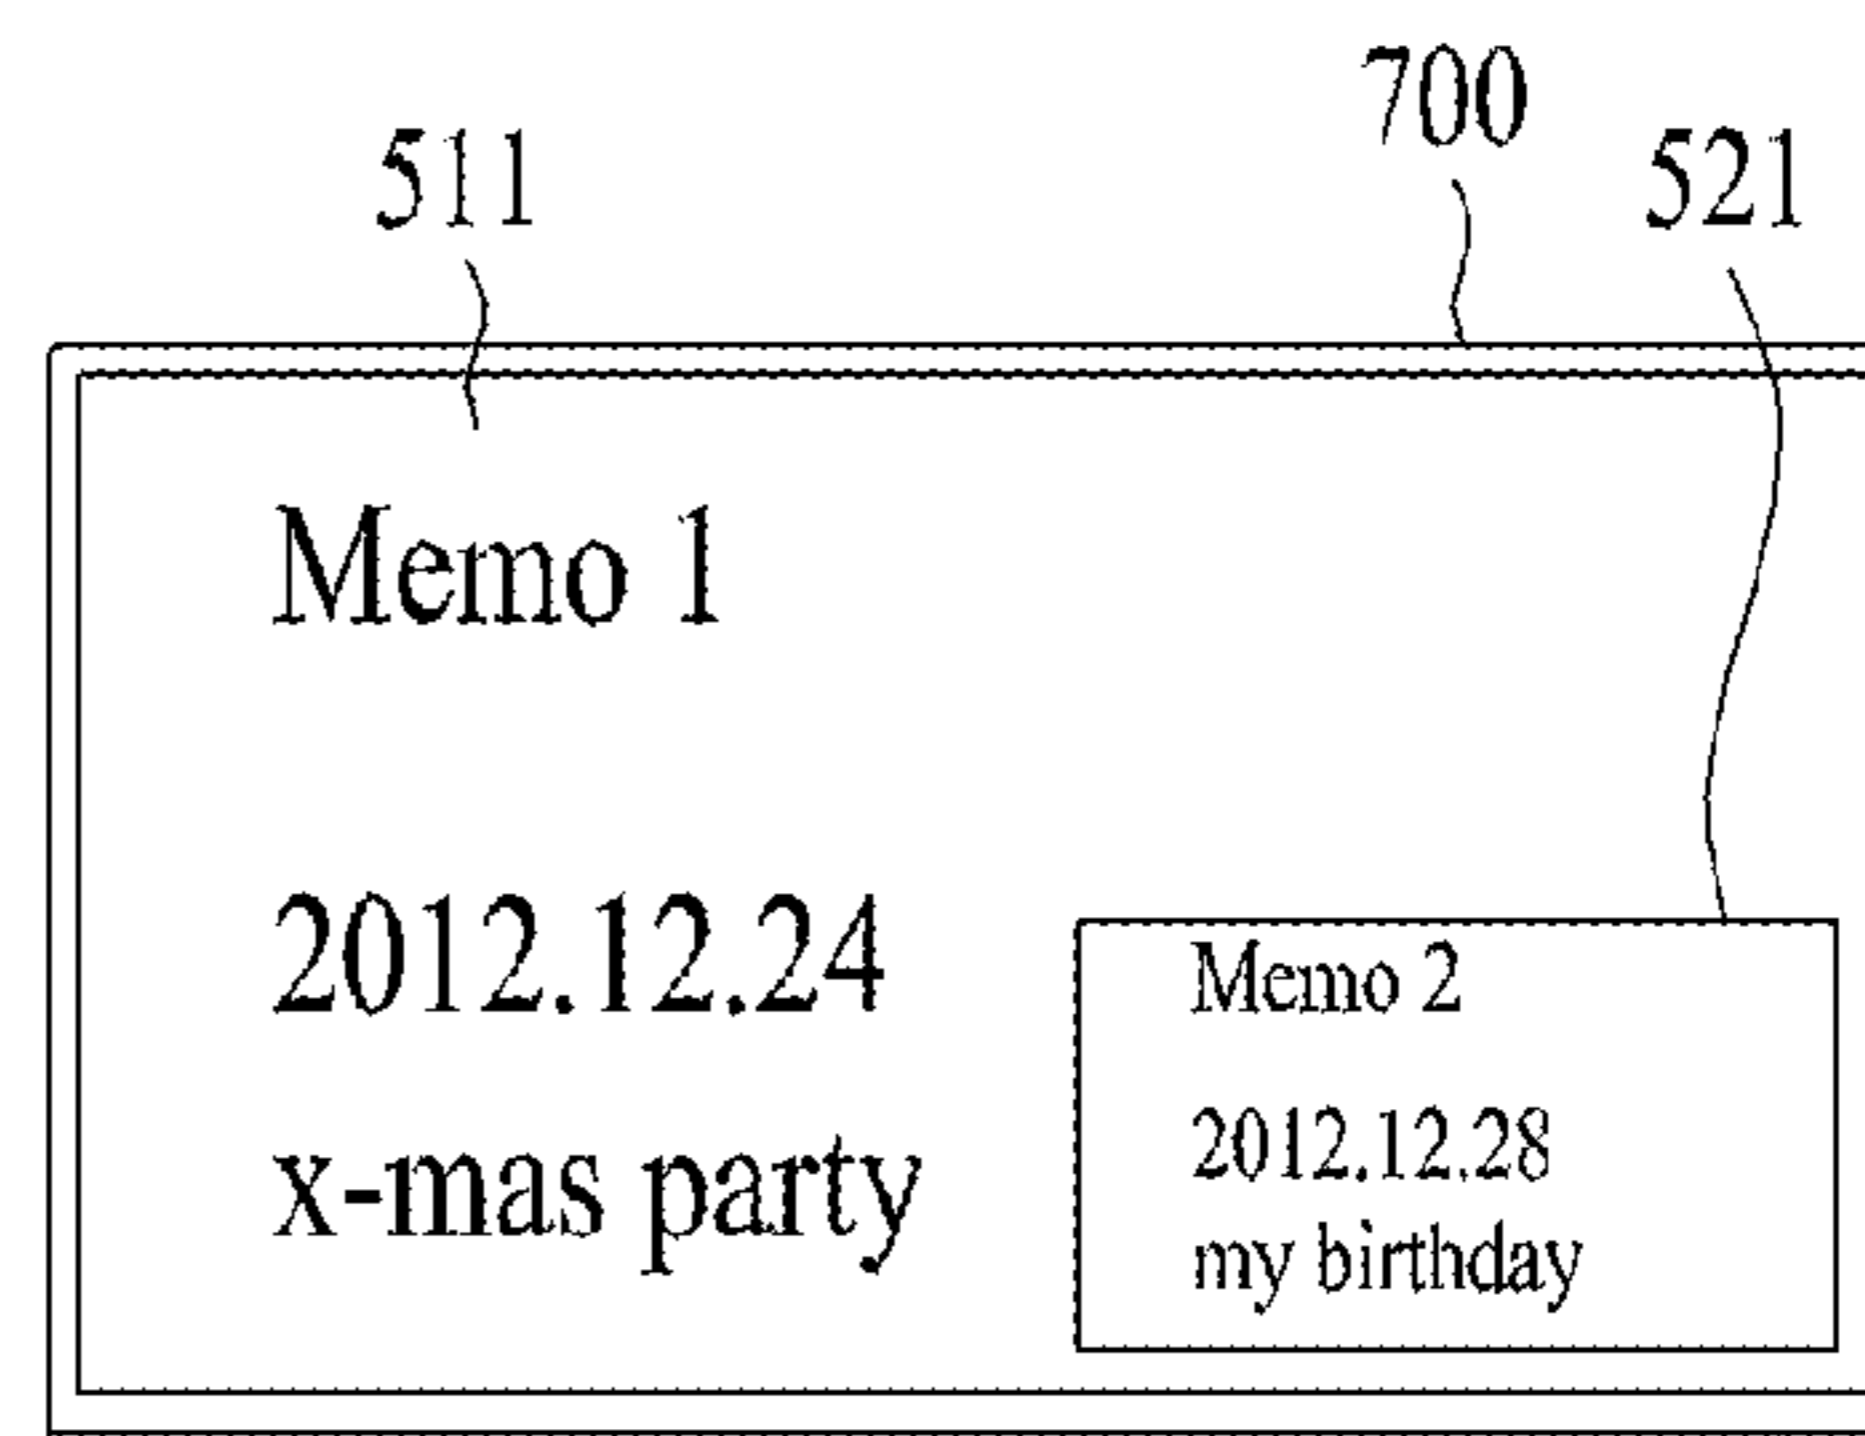 700
511
521
Memo 1
2012.12.24
x-mas party
Memo 2
2012.12.28
my birthday